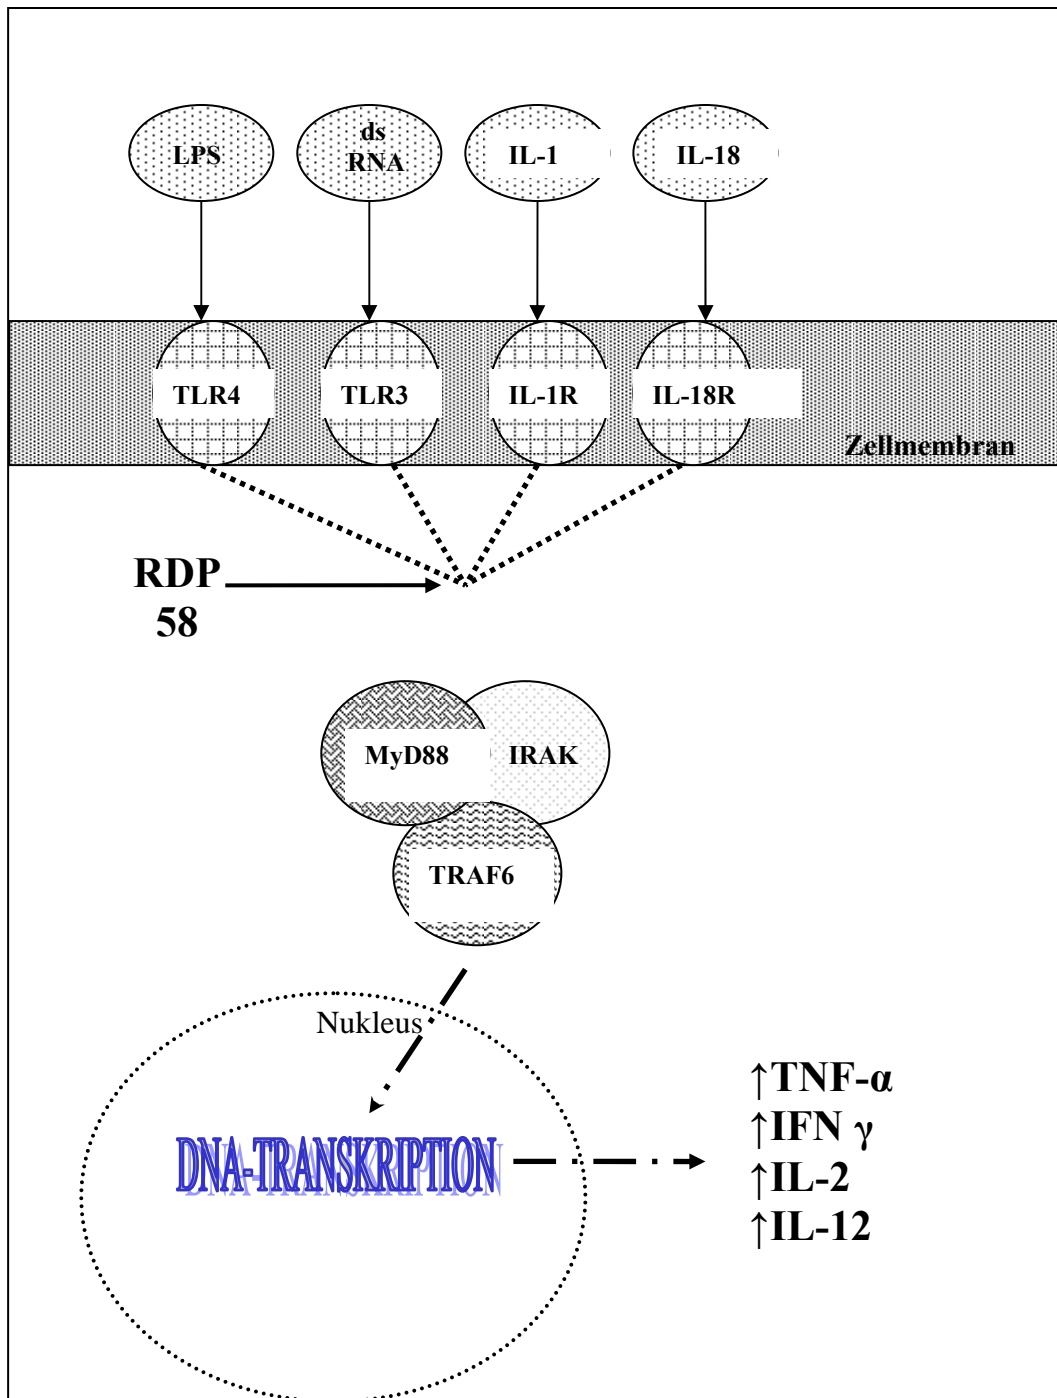 LPS
ds
RNA
IL-1
IL-18
TLR4
TLR3
IL-1R
IL-18R
Zellmembran
RDP
58
MyD88
IRAK
TRAF6
Nukleus
DNA-TRANSKRIPTION
↑TNF-α
↑IFN γ
↑IL-2
↑IL-12